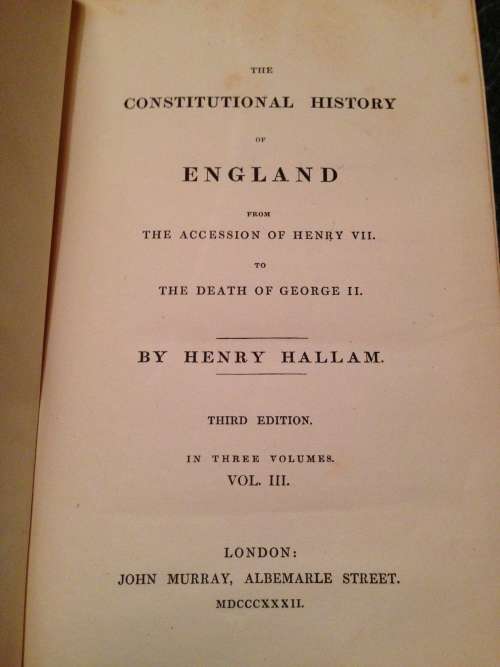 THE
CONSTITUTIONAL HISTORY
OF
ENGLAND
FROM
THE ACCESSION OF HENRY VII.
TO
THE DEATH OF GEORGE II.
BY HENRY HALLAM.
THIRD EDITION.
IN THREE VOLUMES.
VOL. III.
LONDON:
JOHN MURRAY, ALBEMARLE STREET.
MDCCCXXXII.